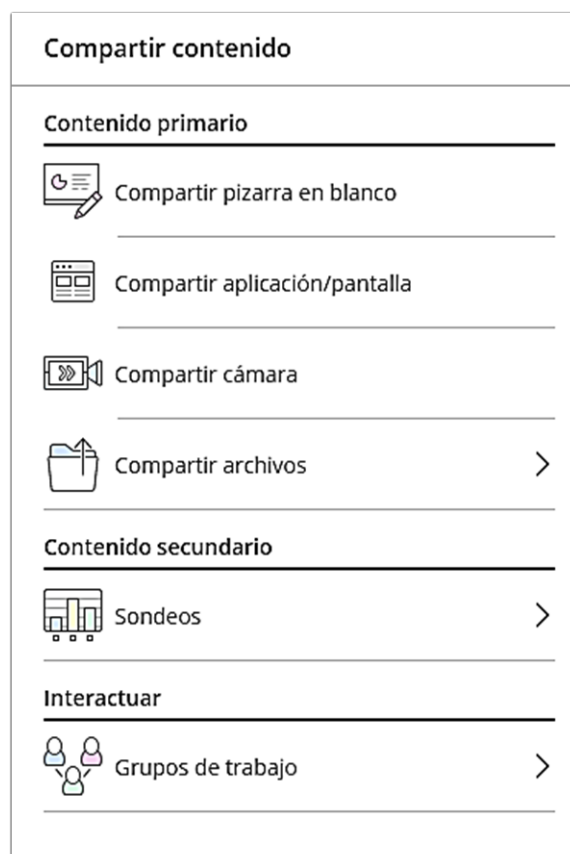 Compartir contenido
Contenido primario
Compartir pizarra en blanco
Compartir aplicación/pantalla
Compartir cámara
Compartir archivos
Contenido secundario
Sondeos
Interactuar
Grupos de trabajo